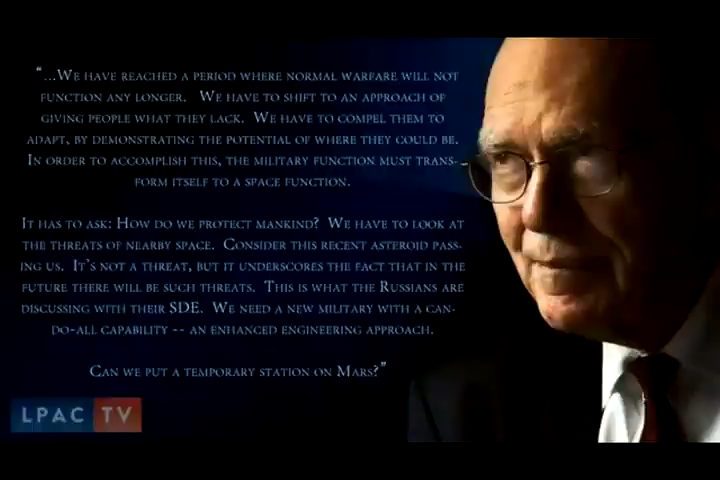 “...We have reached a period where normal warfare will not
function any longer. We have to shift to an approach of
giving people what they lack. We have to compel them to
adapt, by demonstrating the potential of where they could be.
In order to accomplish this, the military function must trans-
form itself to a space function.
It has to ask: How do we protect mankind? We have to look at
the threats of nearby space. Consider this recent asteroid pass-
ing us. It's not a threat, but it underscores the fact that in the
future there will be such threats. This is what the Russians are
discussing with their SDE. We need a new military with a can-
do-all capability -- an enhanced engineering approach.
Can we put a temporary station on Mars?”
LPAC TV